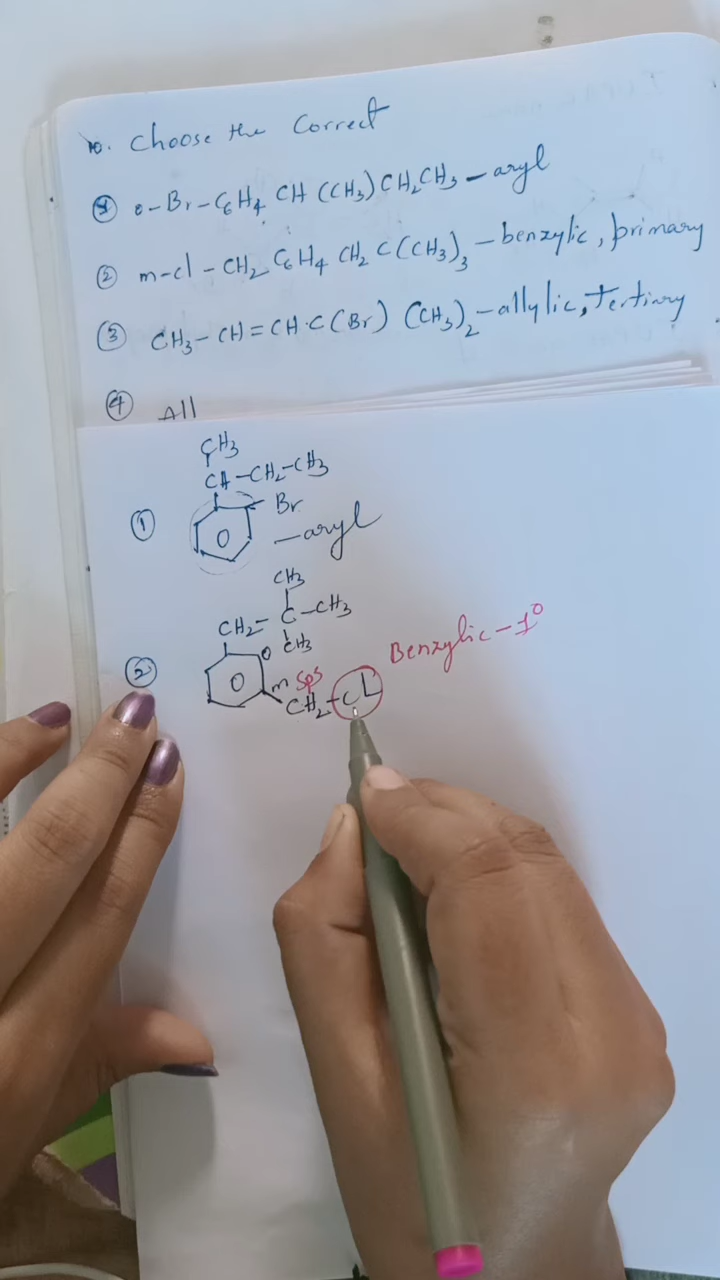 10. Choose the Correct
① o-Br-C6H4 CH (CH3) CH2CH3 - aryl
② m-cl-CH2 C6H4 CH2 C(CH3)3 - benzylic, primary
③ CH3-CH=CH·C(Br) (CH3)2 - allylic, Tertiary
④ All
CH3
CH-CH2-CH3
① Br
- aryl
CH3
CH2- C-CH3
CH3
② o
m
SP3
CH2-CL
Benzylic-1°